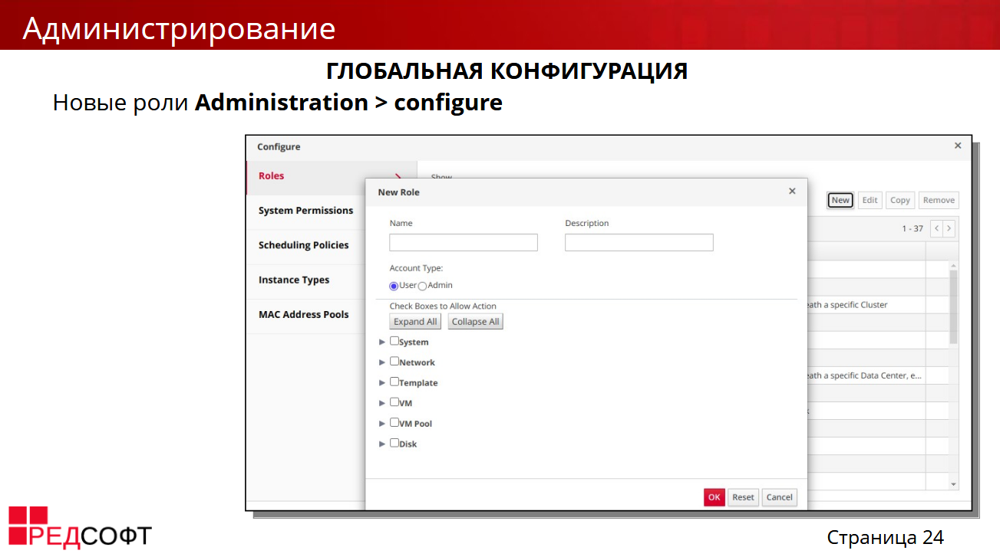 Администрирование
ГЛОБАЛЬНАЯ КОНФИГУРАЦИЯ
Новые роли Administration > configure
Configure
Roles
Show
System Permissions
Scheduling Policies
Instance Types
MAC Address Pools
New Edit Copy Remove
1 - 37
New Role
Name Description
Account Type:
User Admin
Check Boxes to Allow Action
Expand All Collapse All
System
Network
Template
VM
VM Pool
Disk
a specific Cluster
a specific Data Center, e...
OK Reset Cancel
РЕДСОФТ
Страница 24